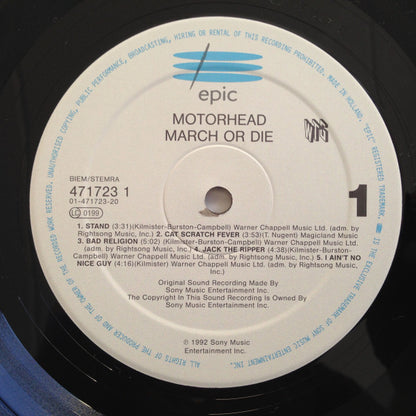 epic
MOTORHEAD
MARCH OR DIE
BIEM/STEMRA
471723 1
01-471723-20
LC 0199
1
1. STAND (3:31)(Kilmister-Burston-Campbell) Warner Chappell Music Ltd. (adm. by
Rightsong Music, Inc.) 2. CAT SCRATCH FEVER (3:53)(T. Nugent) Magicland Music
3. BAD RELIGION (5:02) (Kilmister-Burston-Campbell) Warner Chappell Music Ltd. (adm.
by Rightsong Music, Inc.) 4. JACK THE RIPPER (4:38)(Kilmister-Burston-
Campbell) Warner Chappell Music Ltd. (adm. by Rightsong Music, Inc.) 5. I AIN'T NO
NICE GUY (4:16)(Kilmister) Warner Chappell Music Ltd. (adm. by Rightsong Music,
Inc.)
Original Sound Recording Made By
Sony Music Entertainment Inc.
The Copyright In This Sound Recording Is Owned By
Sony Music Entertainment Inc.
℗ 1992 Sony Music
Entertainment Inc.
ALL RIGHTS OF THE PRODUCER AND OF THE OWNER OF THE RECORDED WORK RESERVED. UNAUTHORISED COPYING, PUBLIC PERFORMANCE, BROADCASTING, HIRING OR RENTAL OF THIS RECORDING PROHIBITED. MADE IN HOLLAND. "EPIC" REGISTERED TRADEMARK. IS THE EXCLUSIVE TRADEMARK OF SONY MUSIC ENTERTAINMENT INC.